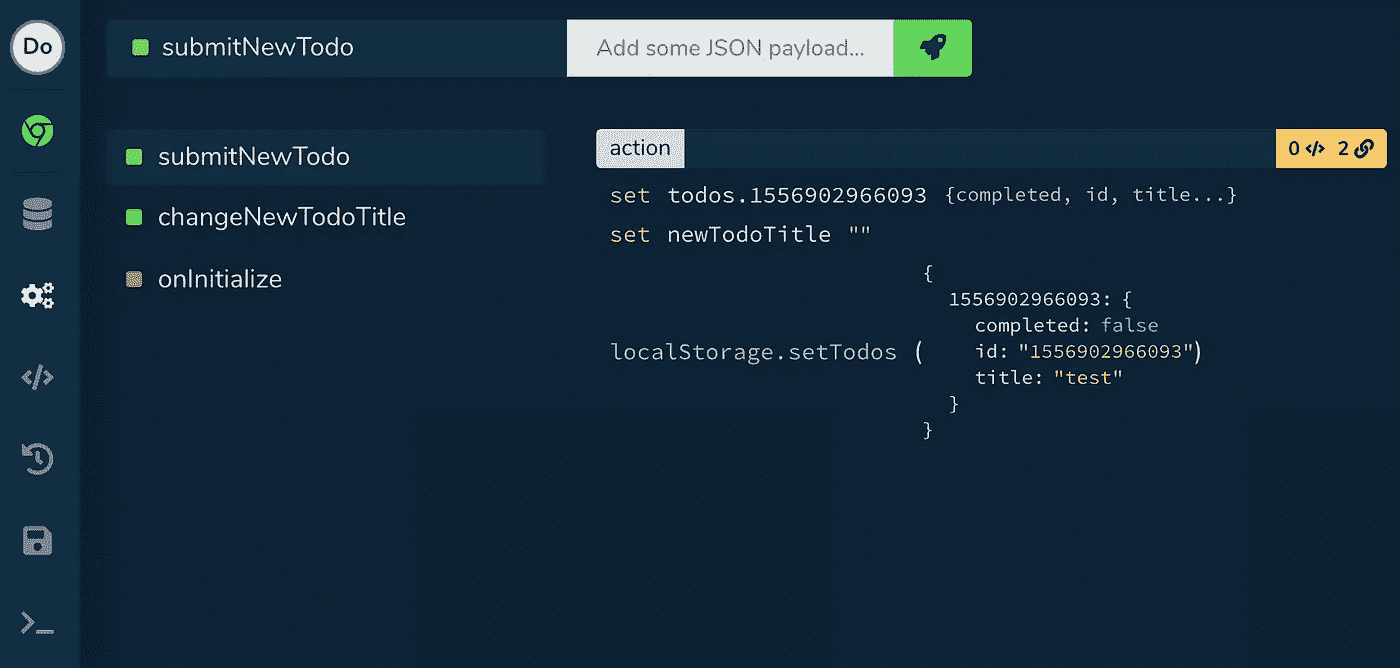 Do
submitNewTodo
Add some JSON payload...
submitNewTodo
changeNewTodoTitle
onInitialize
action
0 </> 2
set todos.1556902966093 {completed, id, title...}
set newTodoTitle ""
{
1556902966093: {
completed: false
localStorage.setTodos ( id: "1556902966093")
title: "test"
}
}